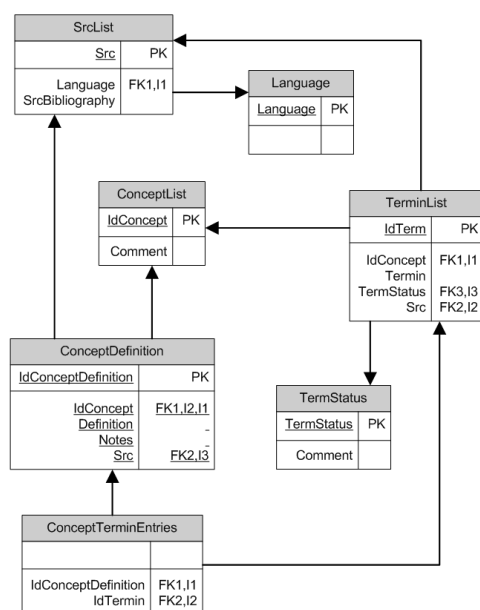 SrcList
Src PK
Language FK1,I1
SrcBibliography
Language
Language PK
ConceptList
IdConcept PK
Comment
TerminList
IdTerm PK
IdConcept FK1,I1
Termin
TermStatus FK3,I3
Src FK2,I2
ConceptDefinition
IdConceptDefinition PK
IdConcept FK1,I2,I1
Definition
Notes
Src FK2,I3
TermStatus
TermStatus PK
Comment
ConceptTerminEntries
IdConceptDefinition FK1,I1
IdTermin FK2,I2